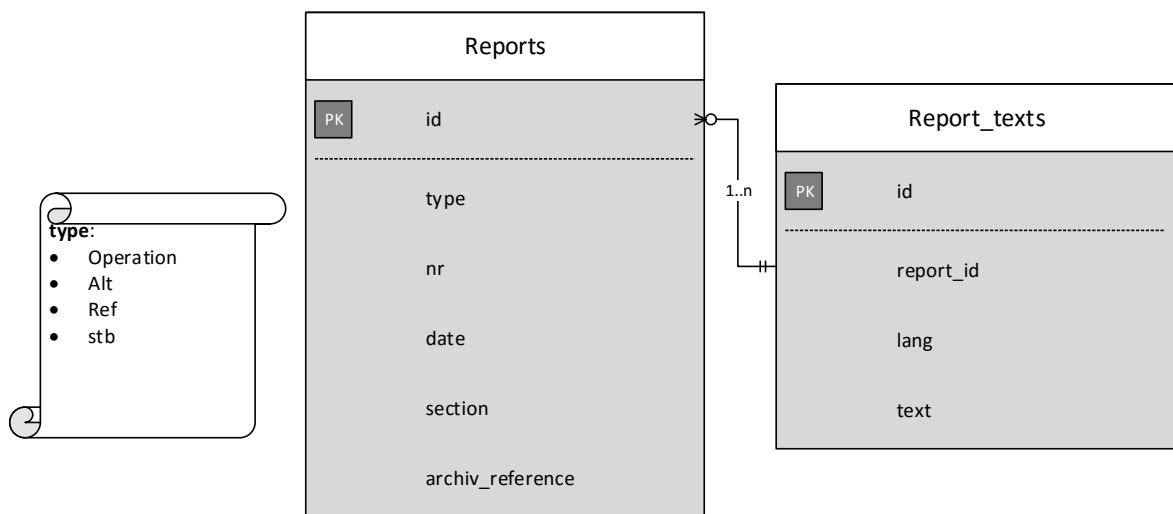 Reports
PK id
type
nr
date
section
archiv_reference
type:
• Operation
• Alt
• Ref
• stb
1..n
Report_texts
PK id
report_id
lang
text